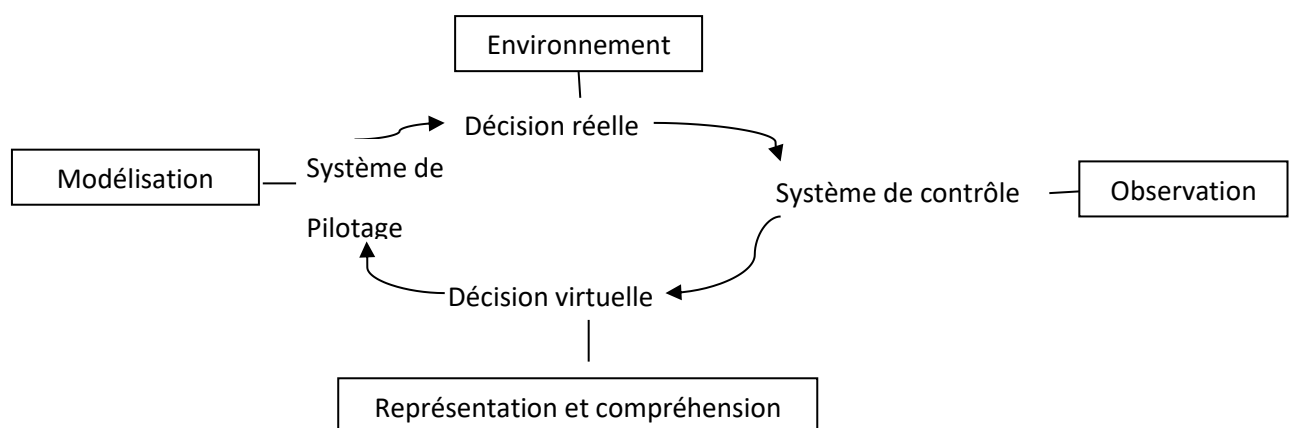 Environnement
Décision réelle
Modélisation
Système de
Pilotage
Système de contrôle
Observation
Décision virtuelle
Représentation et compréhension